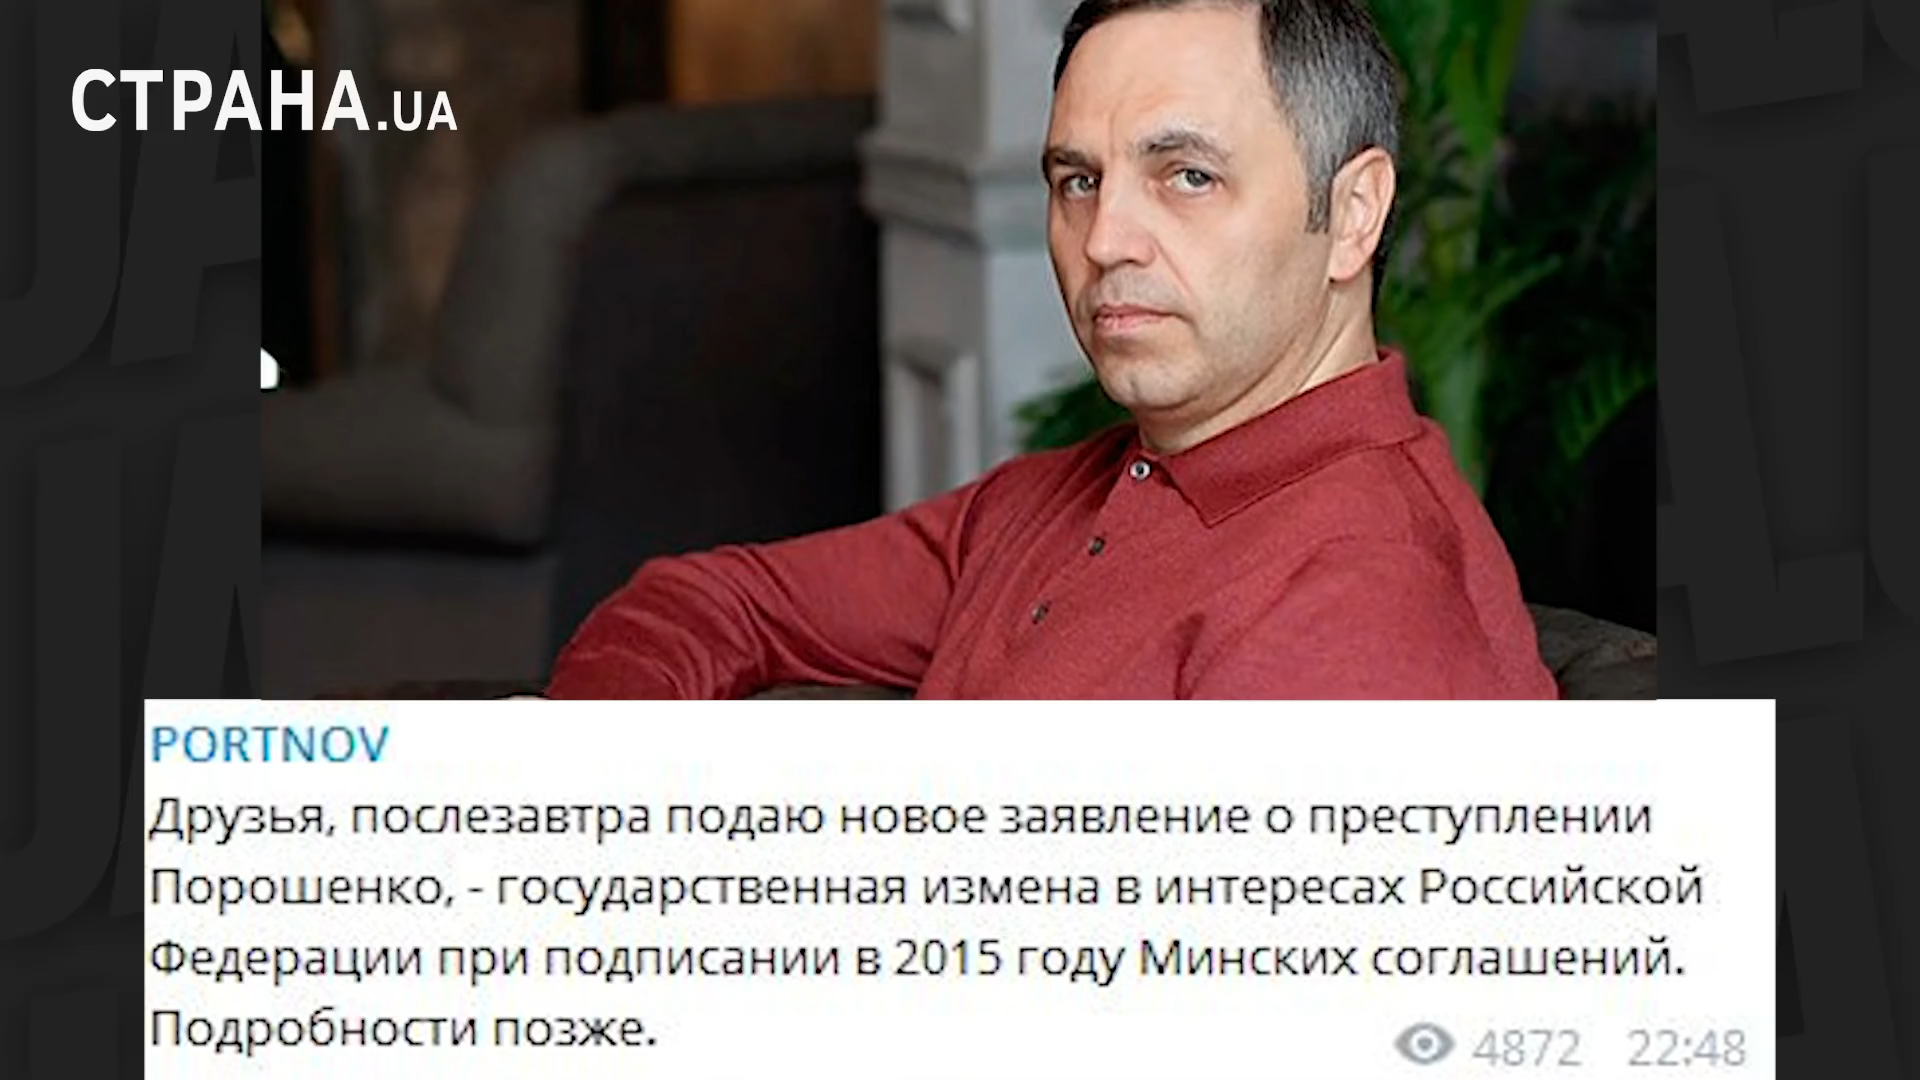 СТРАНА.UA
PORTNOV
Друзья, послезавтра подаю новое заявление о преступлении
Порошенко, - государственная измена в интересах Российской
Федерации при подписании в 2015 году Минских соглашений.
Подробности позже.
4872 22:48